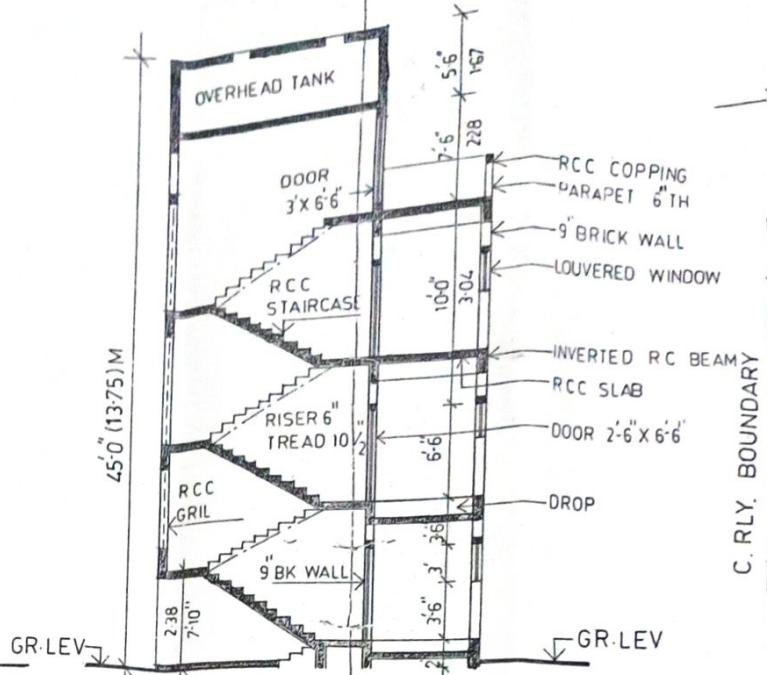 OVERHEAD TANK
5'-6"
1·67
7'-6"
2·28
DOOR
3' X 6'-6"
RCC COPPING
PARAPET 6" TH
9" BRICK WALL
LOUVERED WINDOW
RCC
STAIRCASE
10'-0"
3·04
INVERTED RC BEAM
RCC SLAB
RISER 6"
TREAD 10 1/2"
DOOR 2'-6" X 6'-6"
6'-6"
45'-0" (13·75) M
RCC
GRIL
DROP
C. RLY. BOUNDARY
9" BK WALL
3'6
3'
3'-6"
2'
2·38
7'-10"
GR·LEV
GR·LEV